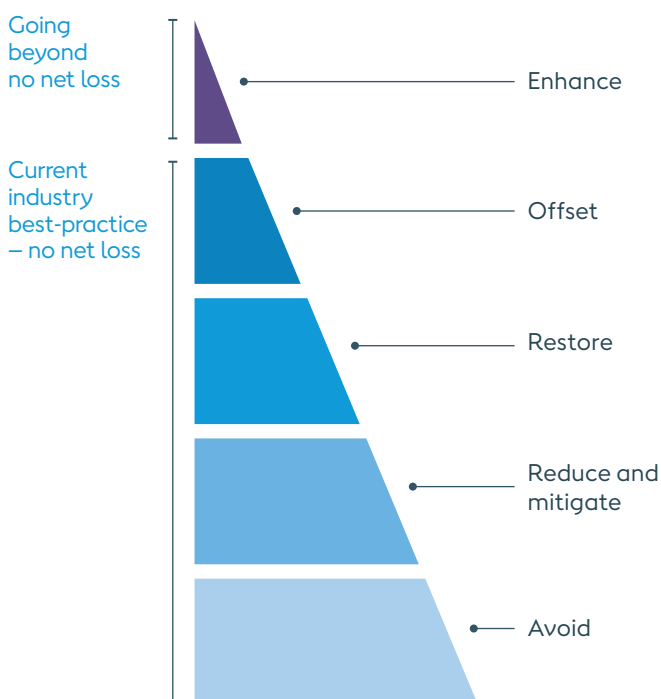 Going
beyond
no net loss
Enhance
Current
industry
best-practice
– no net loss
Offset
Restore
Reduce and
mitigate
Avoid